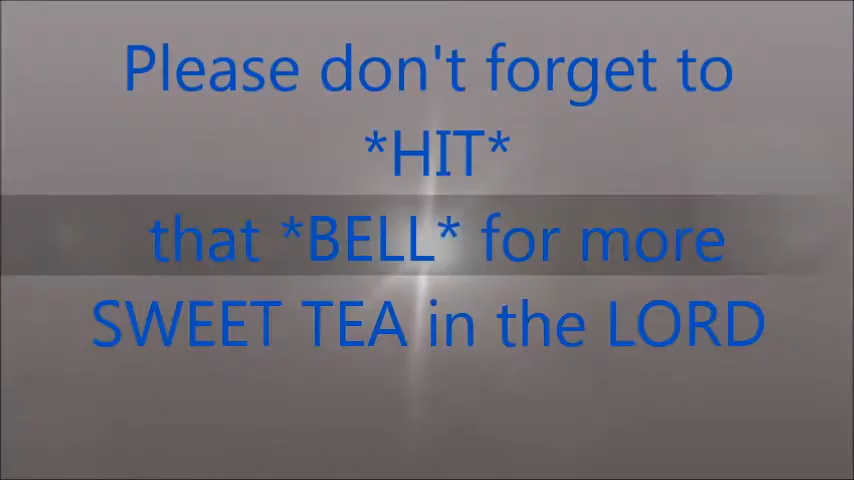 Please don't forget to
*HIT*
that *BELL* for more
SWEET TEA in the LORD